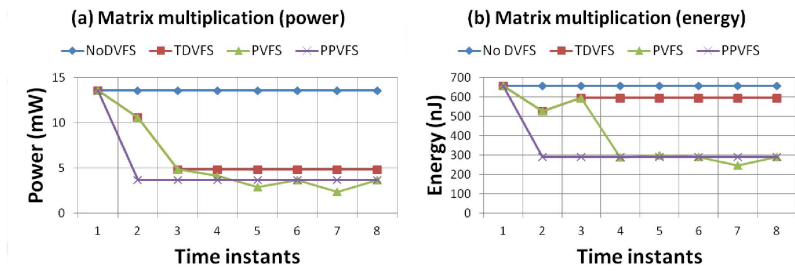 (a) Matrix multiplication (power)
NoDVFS TDVFS PVFS PPVFS
15
10
5
0
Power (mW)
1 2 3 4 5 6 7 8
Time instants
(b) Matrix multiplication (energy)
No DVFS TDVFS PVFS PPVFS
700
600
500
400
300
200
100
0
Energy (nJ)
1 2 3 4 5 6 7 8
Time instants